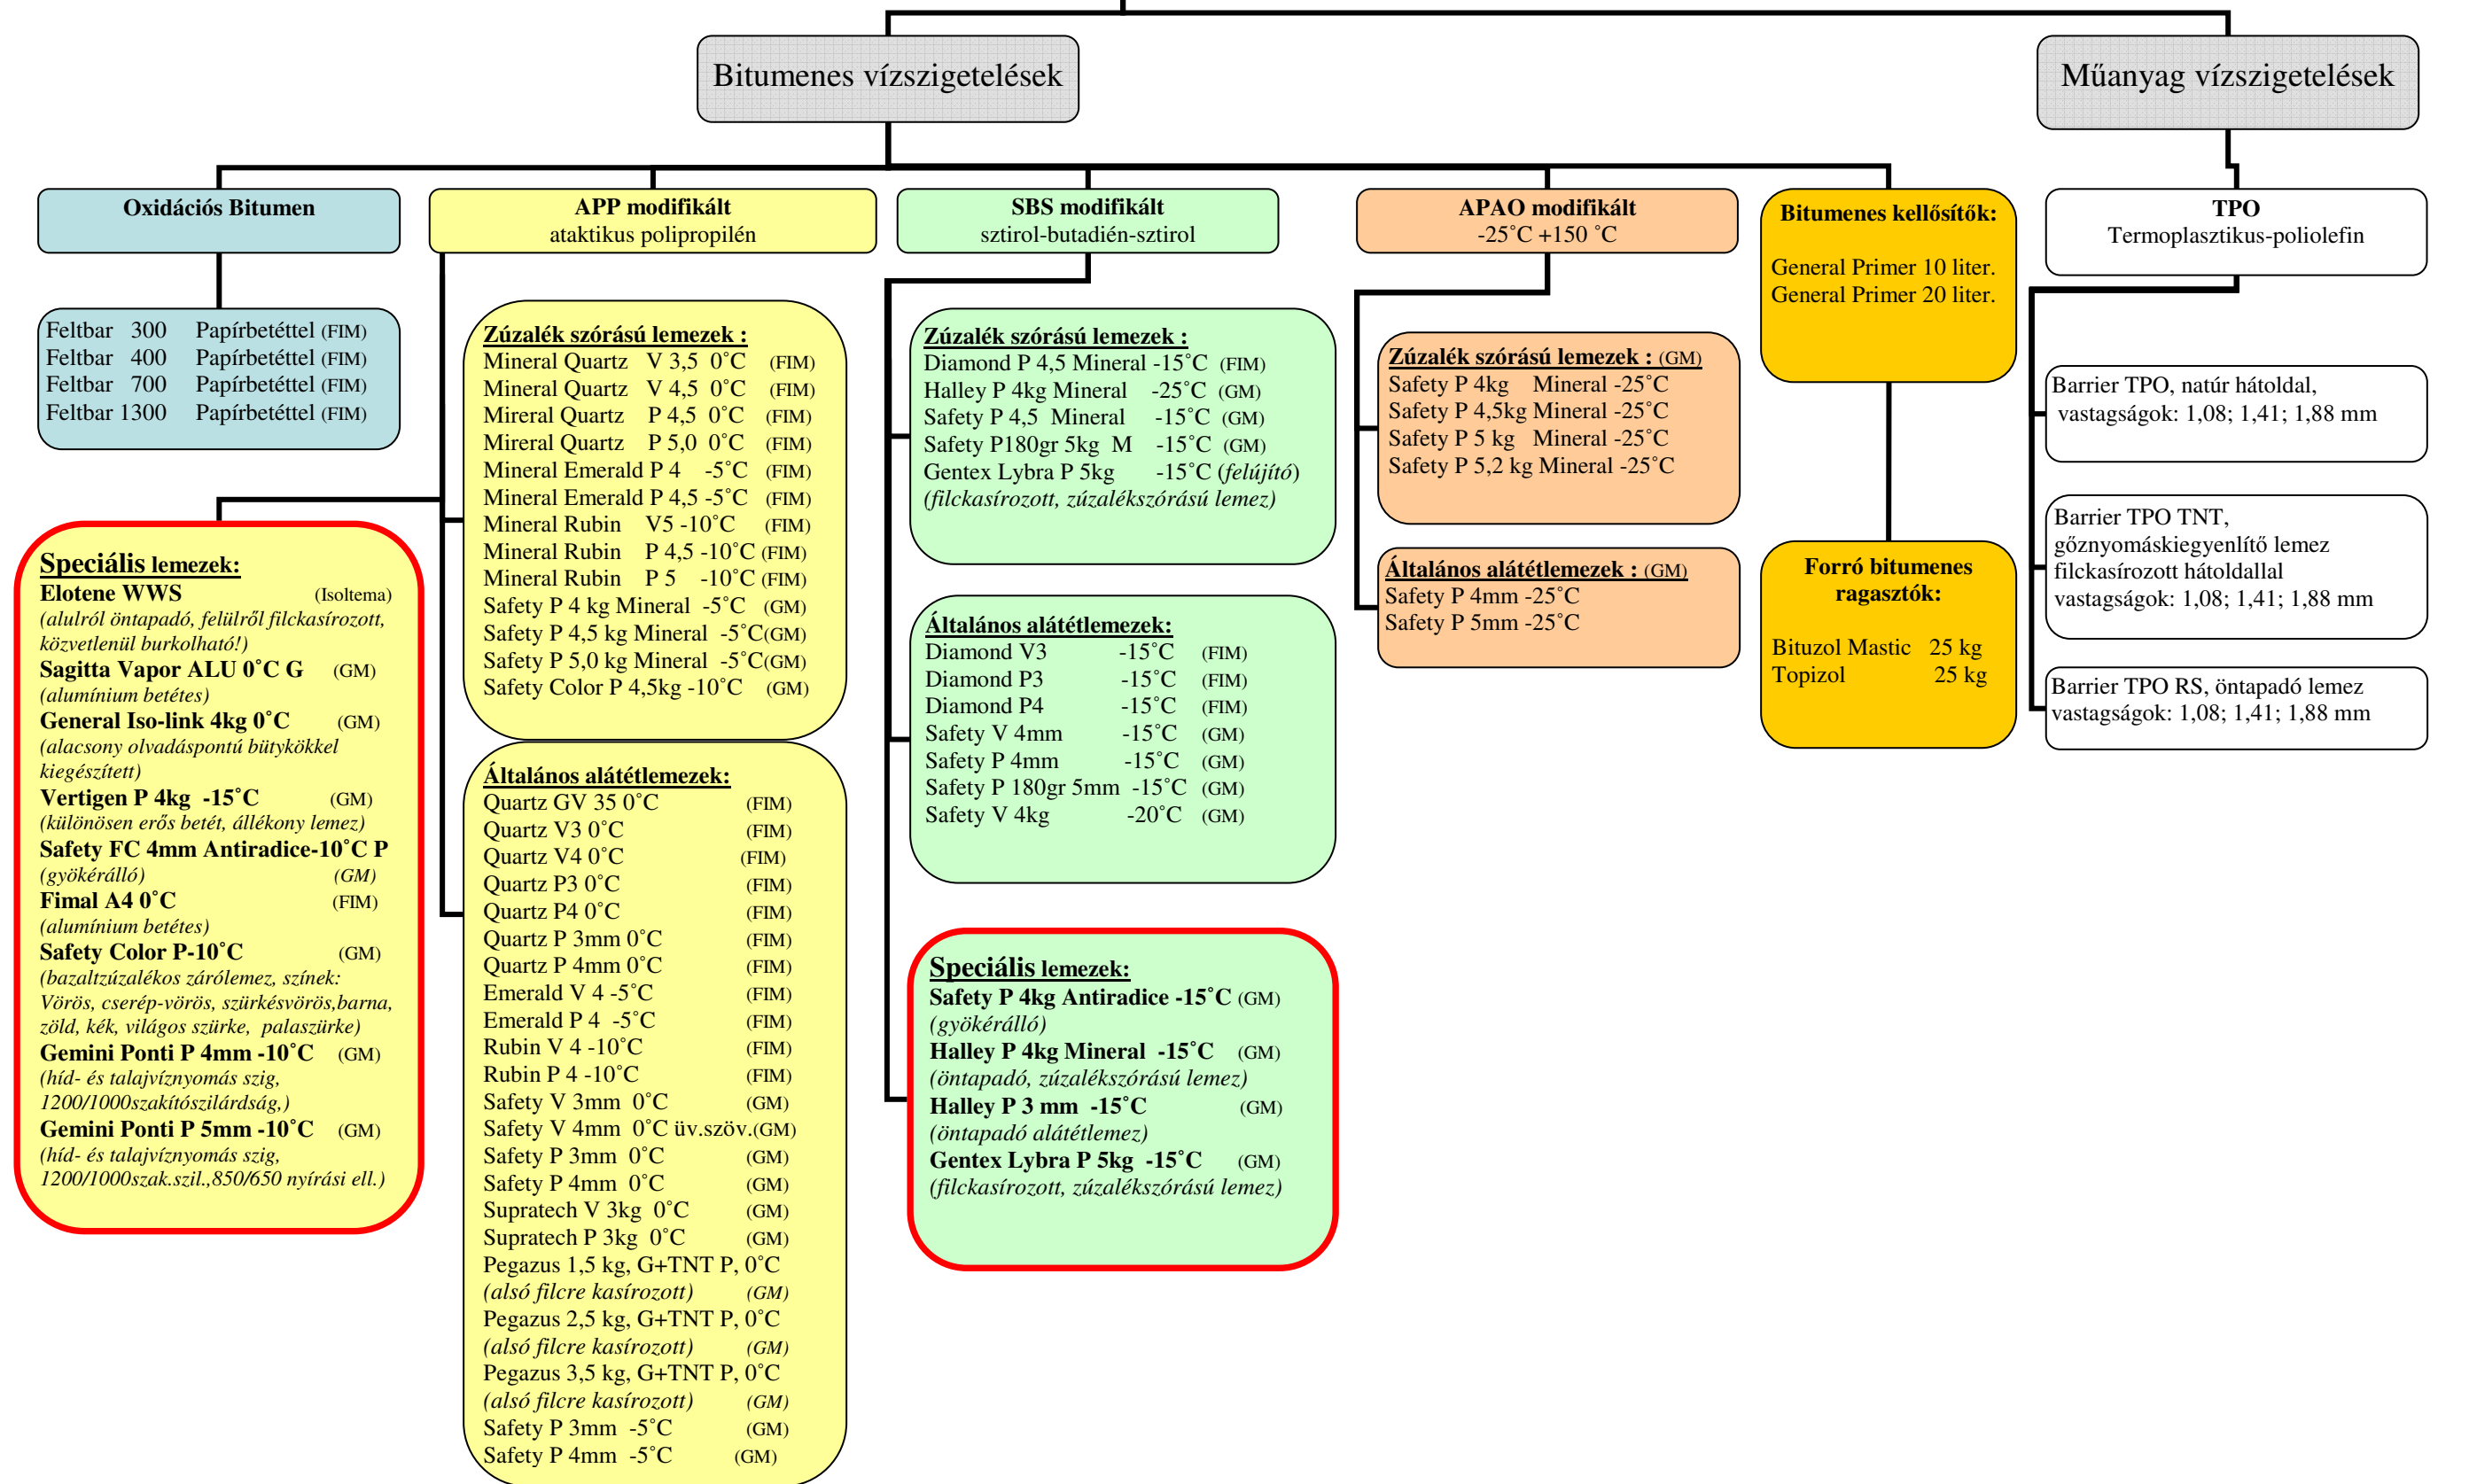 Bitumenes vízszigetelések
Műanyag vízszigetelések
Oxidációs Bitumen
Feltbar 300 Papírbetéttel (FIM)
Feltbar 400 Papírbetéttel (FIM)
Feltbar 700 Papírbetéttel (FIM)
Feltbar 1300 Papírbetéttel (FIM)
APP modifikált
ataktikus polipropilén
Speciális lemezek:
Elotene WWS (Isoltema)
(alulról öntapadó, felülről filckasírozott,
közvetlenül burkolható!)
Sagitta Vapor ALU 0˚C G (GM)
(alumínium betétes)
General Iso-link 4kg 0˚C (GM)
(alacsony olvadáspontú bütykökkel
kiegészített)
Vertigen P 4kg -15˚C (GM)
(különösen erős betét, állékony lemez)
Safety FC 4mm Antiradice-10˚C P
(gyökérálló) (GM)
Fimal A4 0˚C (FIM)
(alumínium betétes)
Safety Color P-10˚C (GM)
(bazaltzúzalékos zárólemez, színek:
Vörös, cserép-vörös, szürkésvörös,barna,
zöld, kék, világos szürke, palaszürke)
Gemini Ponti P 4mm -10˚C (GM)
(híd- és talajvíznyomás szig,
1200/1000szakítószilárdság,)
Gemini Ponti P 5mm -10˚C (GM)
(híd- és talajvíznyomás szig,
1200/1000szak.szil.,850/650 nyírási ell.)
Zúzalék szórású lemezek :
Mineral Quartz V 3,5 0˚C (FIM)
Mineral Quartz V 4,5 0˚C (FIM)
Mireral Quartz P 4,5 0˚C (FIM)
Mireral Quartz P 5,0 0˚C (FIM)
Mineral Emerald P 4 -5˚C (FIM)
Mineral Emerald P 4,5 -5˚C (FIM)
Mineral Rubin V5 -10˚C (FIM)
Mineral Rubin P 4,5 -10˚C (FIM)
Mineral Rubin P 5 -10˚C (FIM)
Safety P 4 kg Mineral -5˚C (GM)
Safety P 4,5 kg Mineral -5˚C(GM)
Safety P 5,0 kg Mineral -5˚C(GM)
Safety Color P 4,5kg -10˚C (GM)
Általános alátétlemezek:
Quartz GV 35 0˚C (FIM)
Quartz V3 0˚C (FIM)
Quartz V4 0˚C (FIM)
Quartz P3 0˚C (FIM)
Quartz P4 0˚C (FIM)
Quartz P 3mm 0˚C (FIM)
Quartz P 4mm 0˚C (FIM)
Emerald V 4 -5˚C (FIM)
Emerald P 4 -5˚C (FIM)
Rubin V 4 -10˚C (FIM)
Rubin P 4 -10˚C (FIM)
Safety V 3mm 0˚C (GM)
Safety V 4mm 0˚C üv.szöv.(GM)
Safety P 3mm 0˚C (GM)
Safety P 4mm 0˚C (GM)
Supratech V 3kg 0˚C (GM)
Supratech P 3kg 0˚C (GM)
Pegazus 1,5 kg, G+TNT P, 0˚C
(alsó filcre kasírozott) (GM)
Pegazus 2,5 kg, G+TNT P, 0˚C
(alsó filcre kasírozott) (GM)
Pegazus 3,5 kg, G+TNT P, 0˚C
(alsó filcre kasírozott) (GM)
Safety P 3mm -5˚C (GM)
Safety P 4mm -5˚C (GM)
SBS modifikált
sztirol-butadién-sztirol
Zúzalék szórású lemezek :
Diamond P 4,5 Mineral -15˚C (FIM)
Halley P 4kg Mineral -25˚C (GM)
Safety P 4,5 Mineral -15˚C (GM)
Safety P180gr 5kg M -15˚C (GM)
Gentex Lybra P 5kg -15˚C (felújító)
(filckasírozott, zúzalékszórású lemez)
Általános alátétlemezek:
Diamond V3 -15˚C (FIM)
Diamond P3 -15˚C (FIM)
Diamond P4 -15˚C (FIM)
Safety V 4mm -15˚C (GM)
Safety P 4mm -15˚C (GM)
Safety P 180gr 5mm -15˚C (GM)
Safety V 4kg -20˚C (GM)
Speciális lemezek:
Safety P 4kg Antiradice -15˚C (GM)
(gyökérálló)
Halley P 4kg Mineral -15˚C (GM)
(öntapadó, zúzalékszórású lemez)
Halley P 3 mm -15˚C (GM)
(öntapadó alátétlemez)
Gentex Lybra P 5kg -15˚C (GM)
(filckasírozott, zúzalékszórású lemez)
APAO modifikált
-25˚C +150 ˚C
Zúzalék szórású lemezek : (GM)
Safety P 4kg Mineral -25˚C
Safety P 4,5kg Mineral -25˚C
Safety P 5 kg Mineral -25˚C
Safety P 5,2 kg Mineral -25˚C
Általános alátétlemezek : (GM)
Safety P 4mm -25˚C
Safety P 5mm -25˚C
Bitumenes kellősítők:
General Primer 10 liter.
General Primer 20 liter.
Forró bitumenes
ragasztók:
Bituzol Mastic 25 kg
Topizol 25 kg
TPO
Termoplasztikus-poliolefin
Barrier TPO, natúr hátoldal,
vastagságok: 1,08; 1,41; 1,88 mm
Barrier TPO TNT,
gőznyomáskiegyenlítő lemez
filckasírozott hátoldallal
vastagságok: 1,08; 1,41; 1,88 mm
Barrier TPO RS, öntapadó lemez
vastagságok: 1,08; 1,41; 1,88 mm